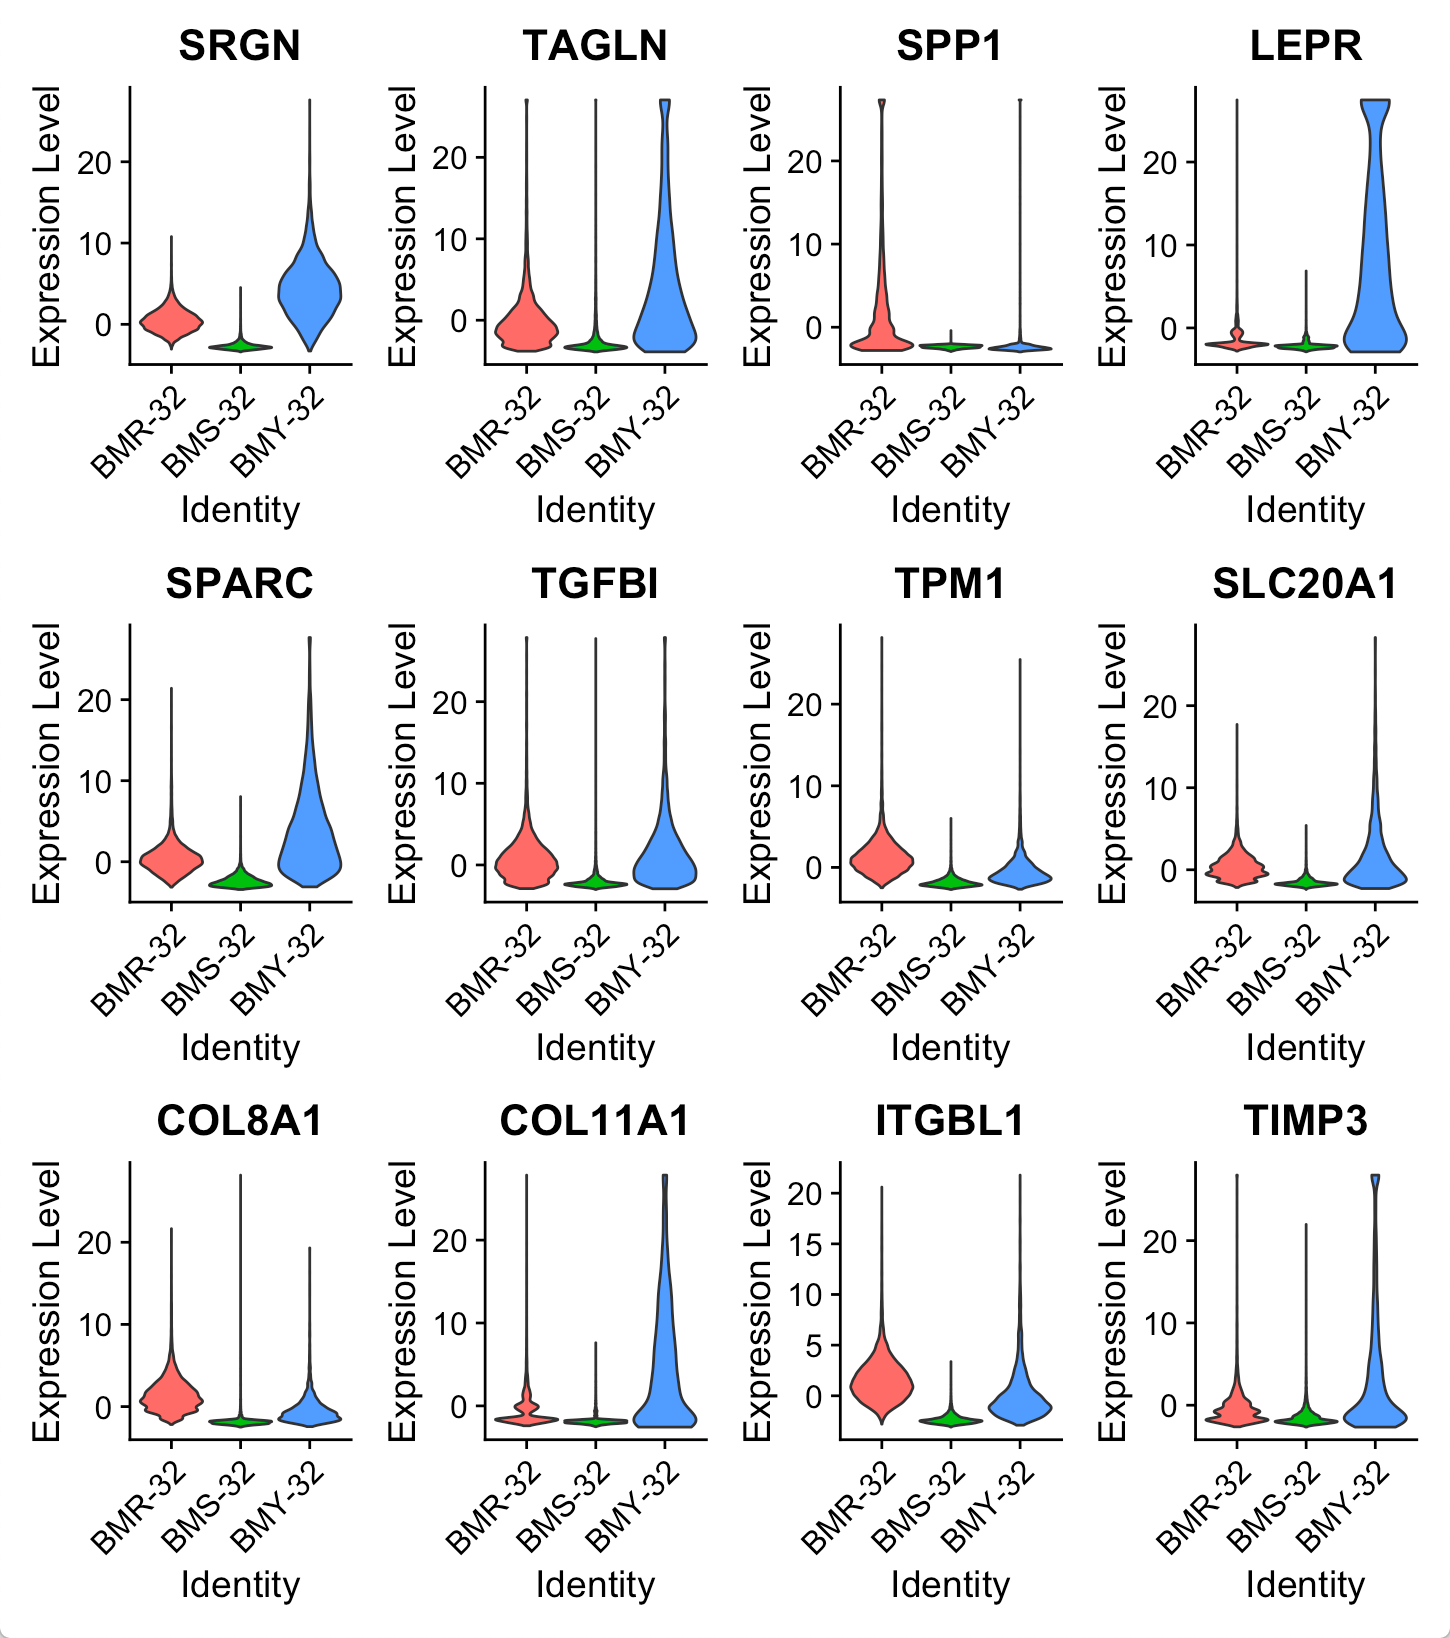 SRGN TAGLN SPP1 LEPR
Expression Level Expression Level Expression Level Expression Level
20 20 20 20
10 10 10 10
0 0 0 0
BMR-32 BMS-32 BMY-32 BMR-32 BMS-32 BMY-32 BMR-32 BMS-32 BMY-32 BMR-32 BMS-32 BMY-32
Identity Identity Identity Identity
SPARC TGFBI TPM1 SLC20A1
Expression Level Expression Level Expression Level Expression Level
20 20 20 20
10 10 10 10
0 0 0 0
BMR-32 BMS-32 BMY-32 BMR-32 BMS-32 BMY-32 BMR-32 BMS-32 BMY-32 BMR-32 BMS-32 BMY-32
Identity Identity Identity Identity
COL8A1 COL11A1 ITGBL1 TIMP3
Expression Level Expression Level Expression Level Expression Level
20 20 20 20
15
10 10 10 10
5
0 0 0 0
BMR-32 BMS-32 BMY-32 BMR-32 BMS-32 BMY-32 BMR-32 BMS-32 BMY-32 BMR-32 BMS-32 BMY-32
Identity Identity Identity Identity